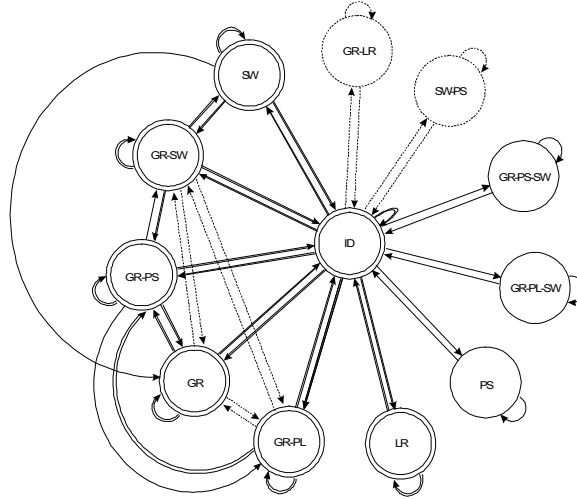 GR-LR
SW
SW-PS
GR-SW
GR-PS-SW
ID
GR-PS
GR-PL-SW
GR
PS
GR-PL
LR